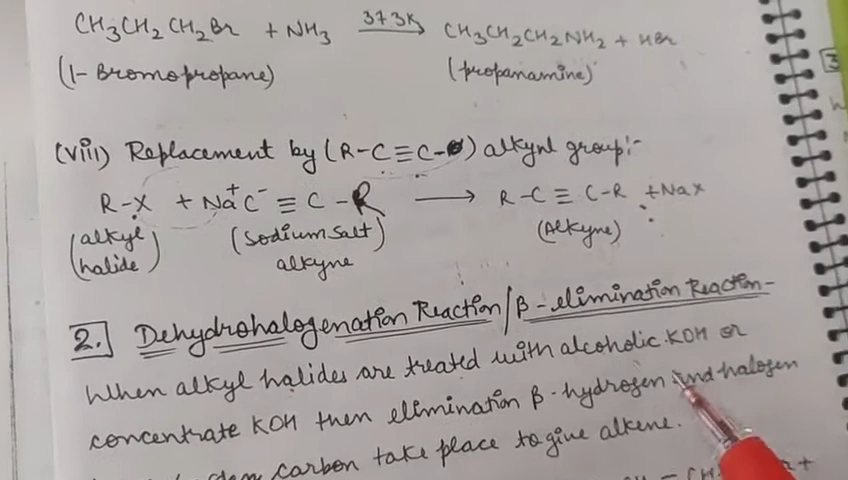 CH3CH2CH2Br + NH3 373K → CH3CH2CH2NH2 + HBr
(1-Bromopropane) (propanamine)
(viii) Replacement by (R-C≡C-) alkynl group:-
R-X + Na+C-≡C-R → R-C≡C-R + NaX
(alkyl halide) (Sodium salt) alkyne (Alkyne)
2. Dehydrohalogenation Reaction/β-elimination Reaction-
When alkyl halides are treated with alcoholic KOH or
concentrate KOH then elimination β-hydrogen and halogen
carbon take place to give alkene.